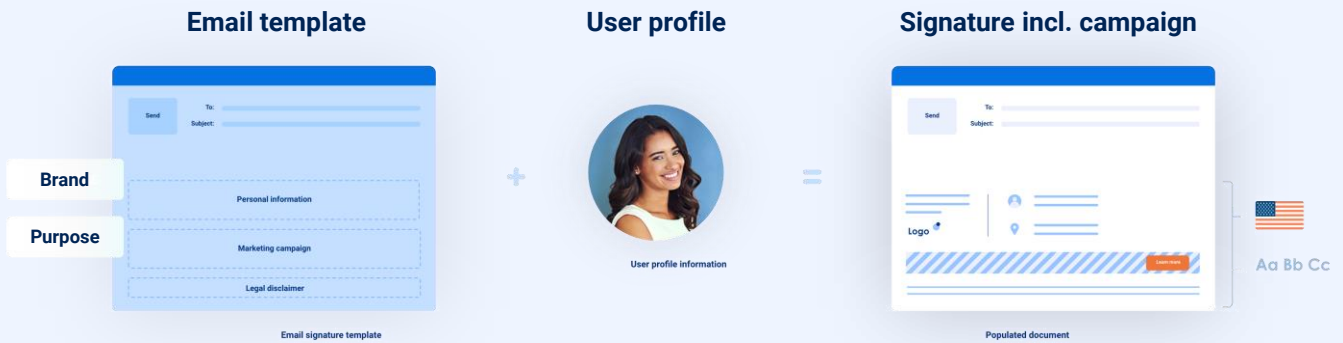 Email template
User profile
Signature incl. campaign
Send
To:
Subject:
Brand
Purpose
Personal information
Marketing campaign
Legal disclaimer
Email signature template
+
User profile information
=
Send
To:
Subject:
Logo
Learn more
Aa Bb Cc
Populated document